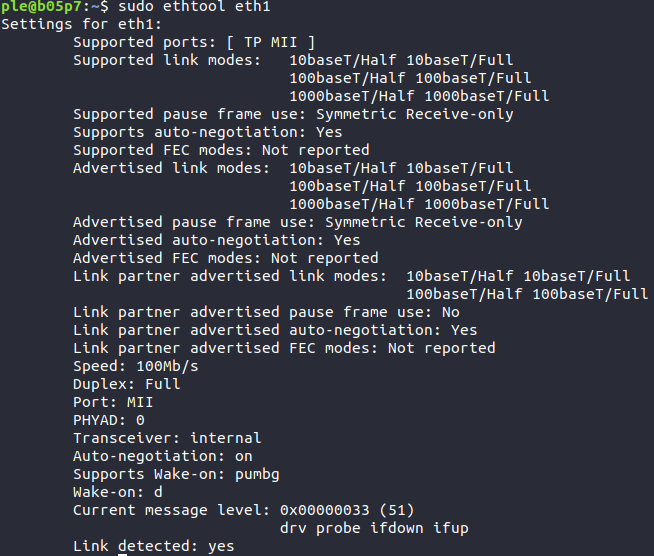 ple@b05p7:~$ sudo ethtool eth1
Settings for eth1:
Supported ports: [ TP MII ]
Supported link modes: 10baseT/Half 10baseT/Full
100baseT/Half 100baseT/Full
1000baseT/Half 1000baseT/Full
Supported pause frame use: Symmetric Receive-only
Supports auto-negotiation: Yes
Supported FEC modes: Not reported
Advertised link modes: 10baseT/Half 10baseT/Full
100baseT/Half 100baseT/Full
1000baseT/Half 1000baseT/Full
Advertised pause frame use: Symmetric Receive-only
Advertised auto-negotiation: Yes
Advertised FEC modes: Not reported
Link partner advertised link modes: 10baseT/Half 10baseT/Full
100baseT/Half 100baseT/Full
Link partner advertised pause frame use: No
Link partner advertised auto-negotiation: Yes
Link partner advertised FEC modes: Not reported
Speed: 100Mb/s
Duplex: Full
Port: MII
PHYAD: 0
Transceiver: internal
Auto-negotiation: on
Supports Wake-on: pumbg
Wake-on: d
Current message level: 0x00000033 (51)
drv probe ifdown ifup
Link detected: yes